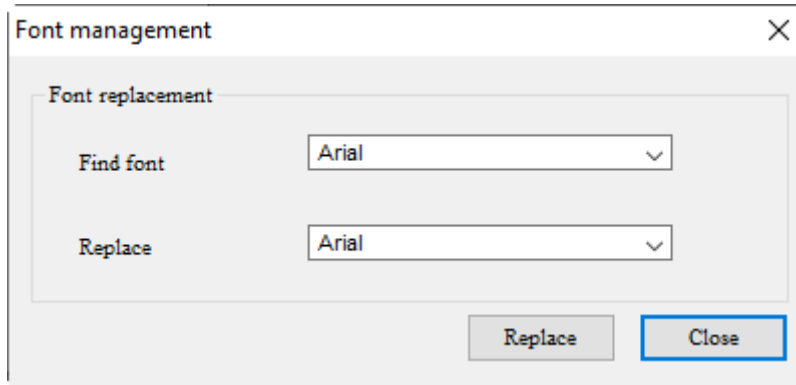 Font management
Font replacement
Find font Arial
Replace Arial
Replace Close